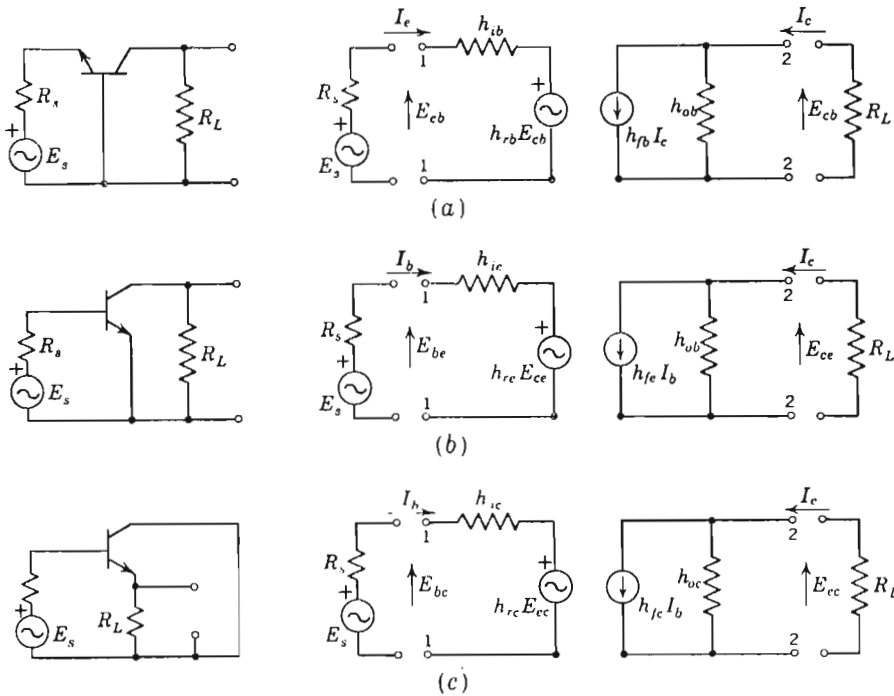 R_s
+
E_s
R_L
I_e
1
h_ib
R_s
+
E_s
E_eb
+
h_rb E_cb
1
h_fb I_e
h_ob
I_c
2
E_cb
R_L
2
(a)
R_s
+
E_s
R_L
I_b
1
h_ie
R_s
+
E_s
E_be
+
h_re E_ce
1
h_fe I_b
h_ob
I_c
2
E_ce
R_L
2
(b)
+
E_s
R_L
I_b
1
h_ic
R_s
+
E_s
E_bc
+
h_rc E_ec
1
h_fc I_b
h_oc
I_e
2
E_ec
R_L
2
(c)